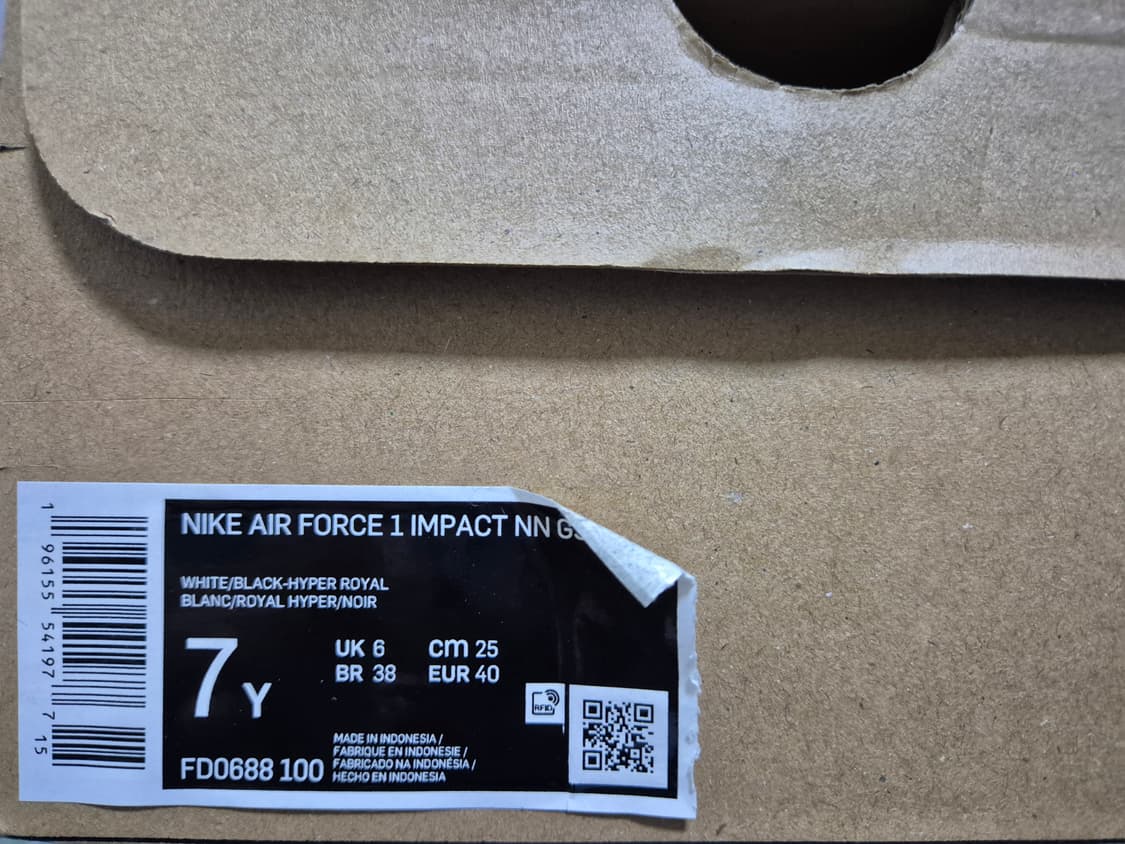 NIKE AIR FORCE 1 IMPACT NN GS
WHITE/BLACK-HYPER ROYAL
BLANC/ROYAL HYPER/NOIR
7Y
UK 6
cm 25
BR 38
EUR 40
RFID
FD0688 100
MADE IN INDONESIA /
FABRIQUE EN INDONESIE /
FABRICADO NA INDONÉSIA /
HECHO EN INDONESIA
1 96155 54197 7 15